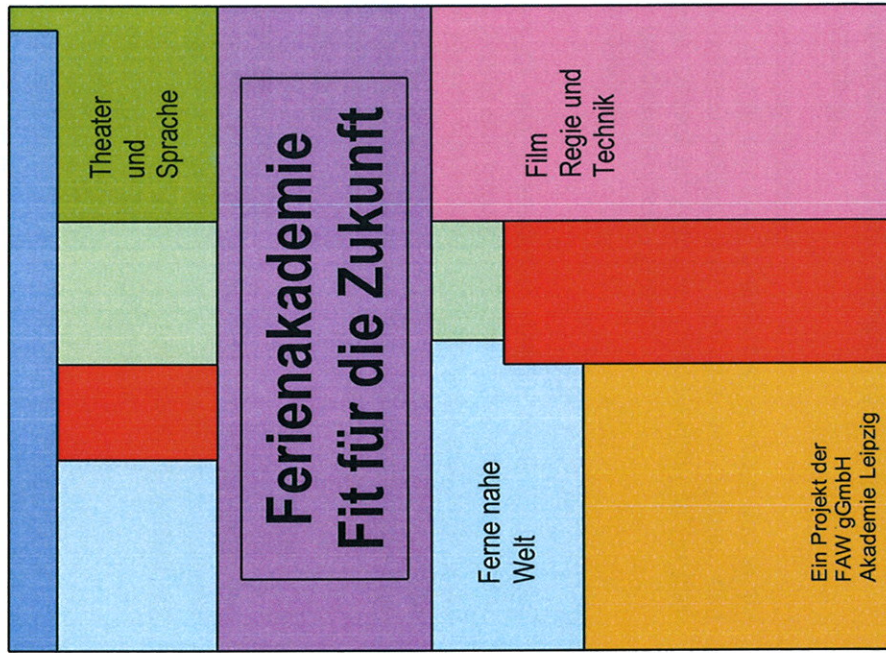 Theater
und
Sprache
Ferienakademie
Fit für die Zukunft
Film
Regie und
Technik
Ferne nahe
Welt
Ein Projekt der
FAW gGmbH
Akademie Leipzig